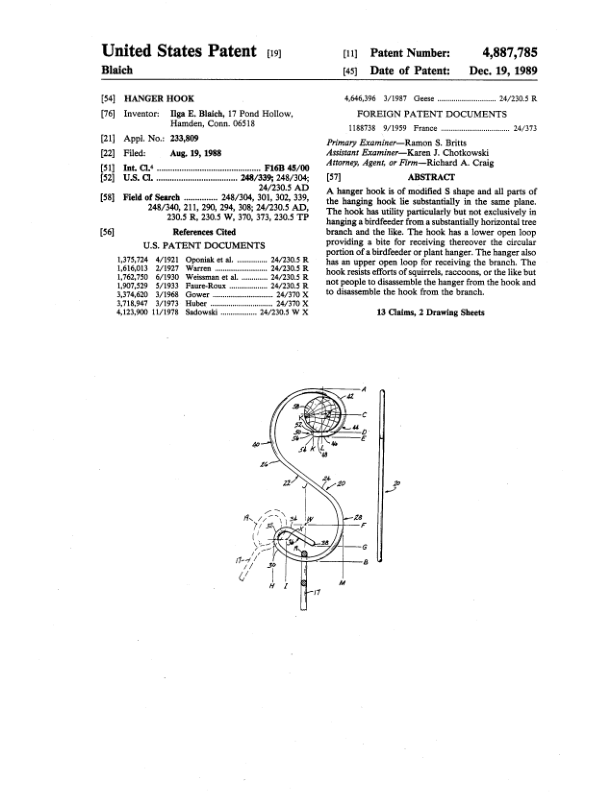 United States Patent [19]
Blaich
[11] Patent Number: 4,887,785
[45] Date of Patent: Dec. 19, 1989
[54] HANGER HOOK
[76] Inventor: Ilga E. Blaich, 17 Pond Hollow,
Hamden, Conn. 06518
[21] Appl. No.: 233,809
[22] Filed: Aug. 19, 1988
[51] Int. Cl.⁴ ............ F16B 45/00
[52] U.S. Cl. ............ 248/339; 248/304;
24/230.5 AD
[58] Field of Search ............ 248/304, 301, 302, 339,
248/340, 211, 290, 294, 308; 24/230.5 AD,
230.5 R, 230.5 W, 370, 373, 230.5 TP
[56] References Cited
U.S. PATENT DOCUMENTS
1,375,724 4/1921 Oponiak et al. ............ 24/230.5 R
1,616,013 2/1927 Warren ............ 24/230.5 R
1,762,750 6/1930 Weissman et al. ............ 24/230.5 R
1,907,529 5/1933 Faure-Roux ............ 24/230.5 R
3,374,620 3/1968 Gower ............ 24/370 X
3,718,947 3/1973 Huber ............ 24/370 X
4,123,900 11/1978 Sadowski ............ 24/230.5 W X
4,646,396 3/1987 Geese ............ 24/230.5 R
FOREIGN PATENT DOCUMENTS
1188738 9/1959 France ............ 24/373
Primary Examiner—Ramon S. Britts
Assistant Examiner—Karen J. Chotkowski
Attorney, Agent, or Firm—Richard A. Craig
[57] ABSTRACT
A hanger hook is of modified S shape and all parts of
the hanging hook lie substantially in the same plane.
The hook has utility particularly but not exclusively in
hanging a birdfeeder from a substantially horizontal tree
branch and the like. The hook has a lower open loop
providing a bite for receiving thereover the circular
portion of a birdfeeder or plant hanger. The hanger also
has an upper open loop for receiving the branch. The
hook resists efforts of squirrels, raccoons, or the like but
not people to disassemble the hanger from the hook and
to disassemble the hook from the branch.
13 Claims, 2 Drawing Sheets
A
42
C
44
D
E
K
L
40
26
22
24
20
20
19
W
28
F
G
38
B
17
30
H
I
M
17